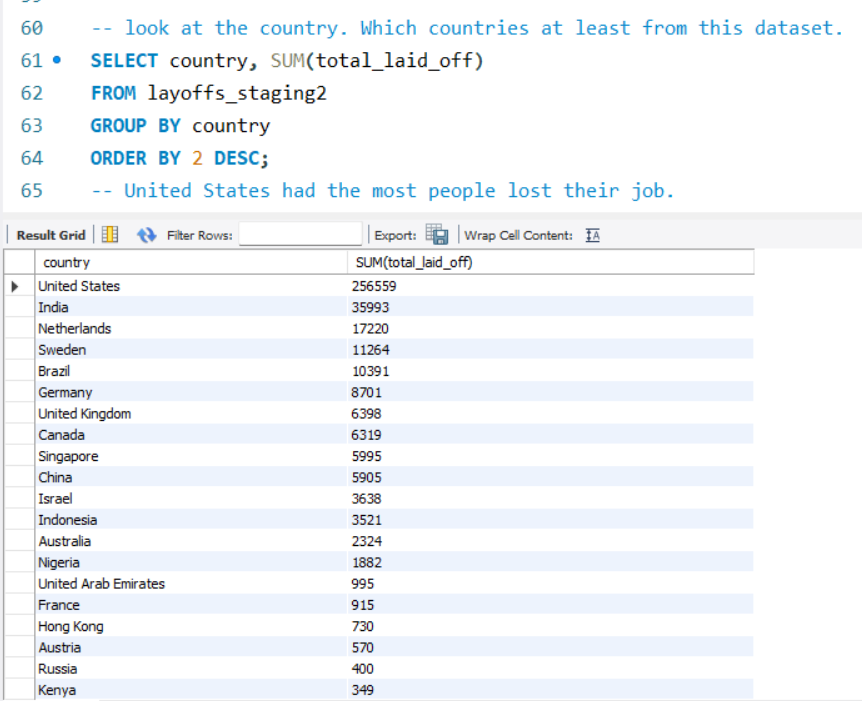 60 -- look at the country. Which countries at least from this dataset.
61 SELECT country, SUM(total_laid_off)
62 FROM layoffs_staging2
63 GROUP BY country
64 ORDER BY 2 DESC;
65 -- United States had the most people lost their job.
Result Grid Filter Rows: Export: Wrap Cell Content:
country SUM(total_laid_off)
United States 256559
India 35993
Netherlands 17220
Sweden 11264
Brazil 10391
Germany 8701
United Kingdom 6398
Canada 6319
Singapore 5995
China 5905
Israel 3638
Indonesia 3521
Australia 2324
Nigeria 1882
United Arab Emirates 995
France 915
Hong Kong 730
Austria 570
Russia 400
Kenya 349